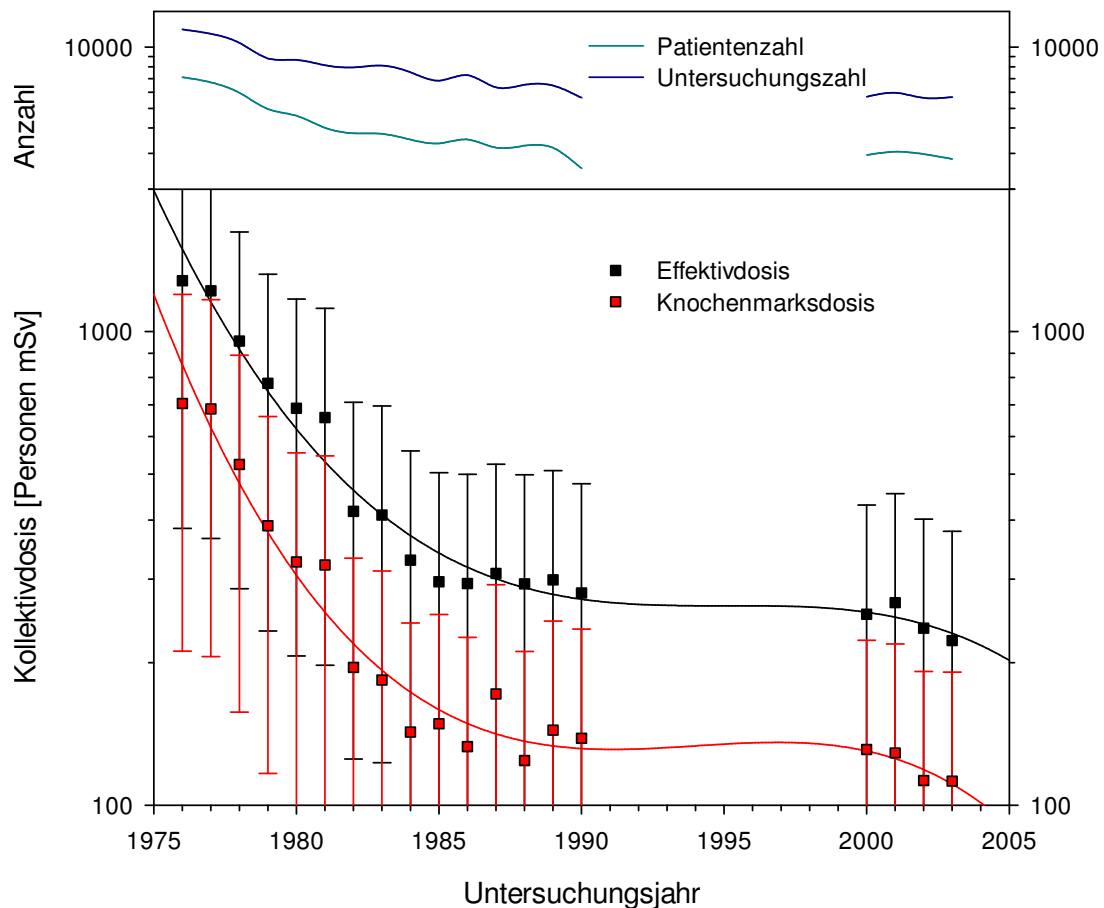 10000
10000
Patientenzahl
Untersuchungszahl
Anzahl
Effektivdosis
Knochenmarksdosis
1000
1000
Kollektivdosis [Personen mSv]
100
100
1975
1980
1985
1990
1995
2000
2005
Untersuchungsjahr